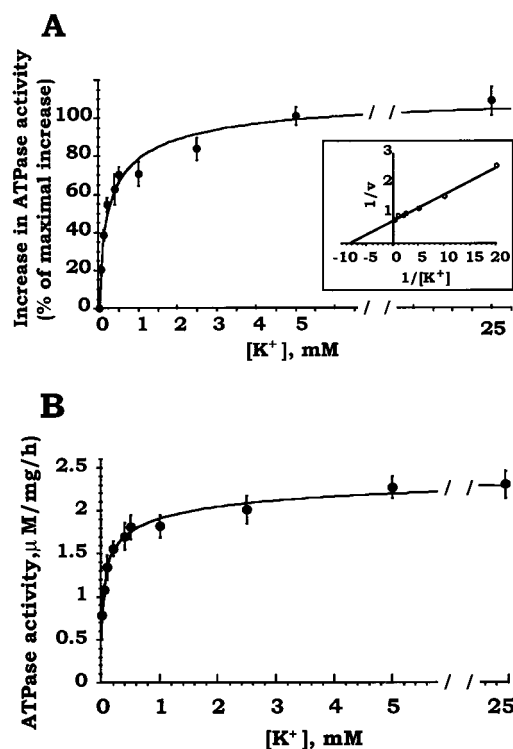 A
Increase in ATPase activity
(% of maximal increase)
100
80
60
40
20
0
0 1 2 3 4 5 25
[K+], mM
3
2
1
1/v
-10 -5 0 5 10 15 20
1/[K+]
B
ATPase activity,μ M/mg/h)
2.5
2
1.5
1
0.5
0
0 1 2 3 4 5 25
[K+], mM